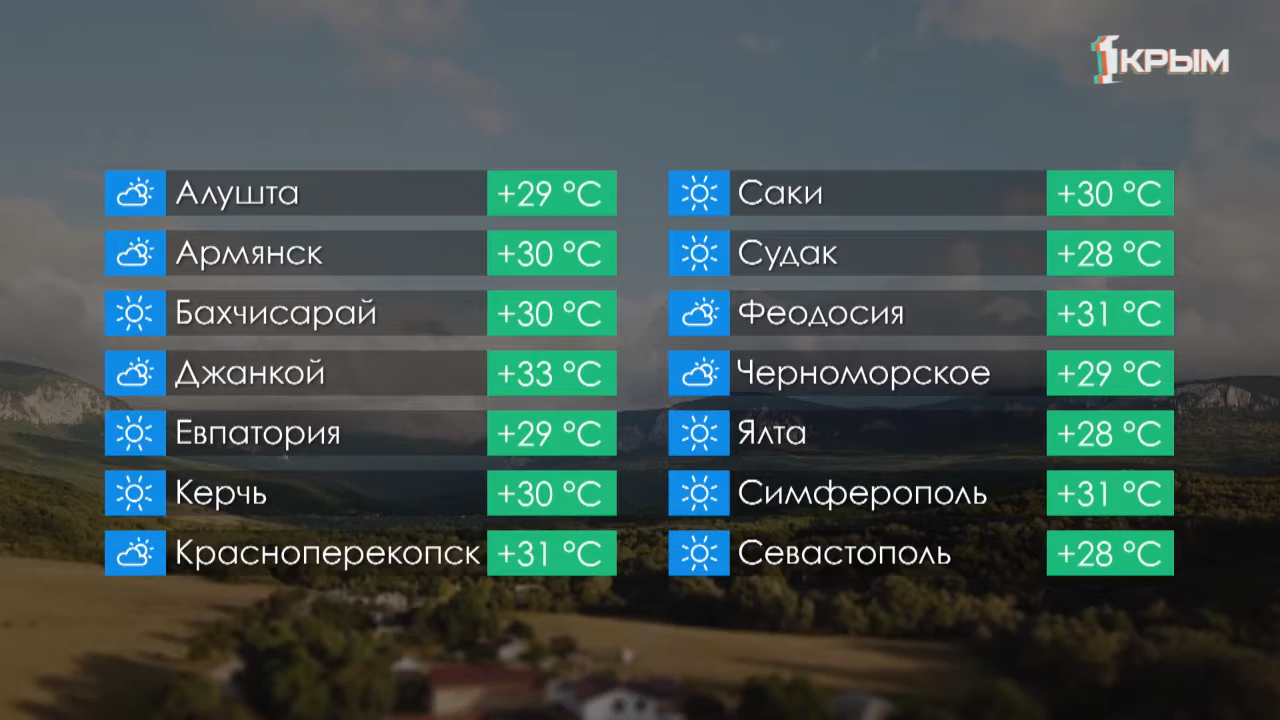 1КРЫМ
Алушта +29 °C
Армянск +30 °C
Бахчисарай +30 °C
Джанкой +33 °C
Евпатория +29 °C
Керчь +30 °C
Красноперекопск +31 °C
Саки +30 °C
Судак +28 °C
Феодосия +31 °C
Черноморское +29 °C
Ялта +28 °C
Симферополь +31 °C
Севастополь +28 °C